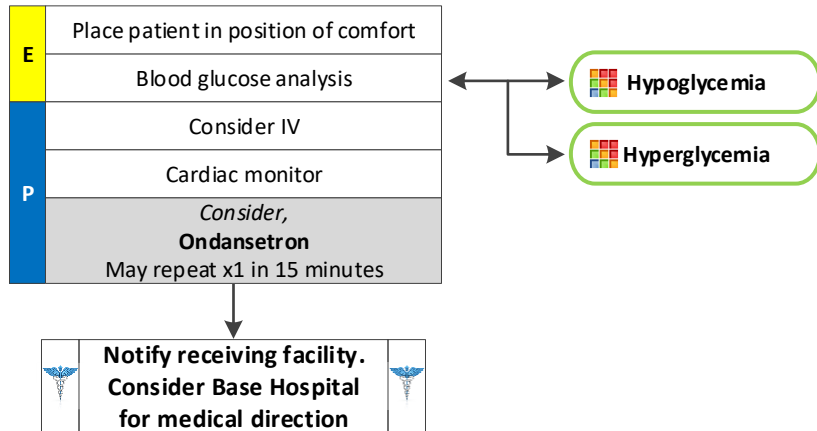 E
Place patient in position of comfort
Blood glucose analysis
Hypoglycemia
Hyperglycemia
P
Consider IV
Cardiac monitor
Consider,
Ondansetron
May repeat x1 in 15 minutes
Notify receiving facility.
Consider Base Hospital
for medical direction